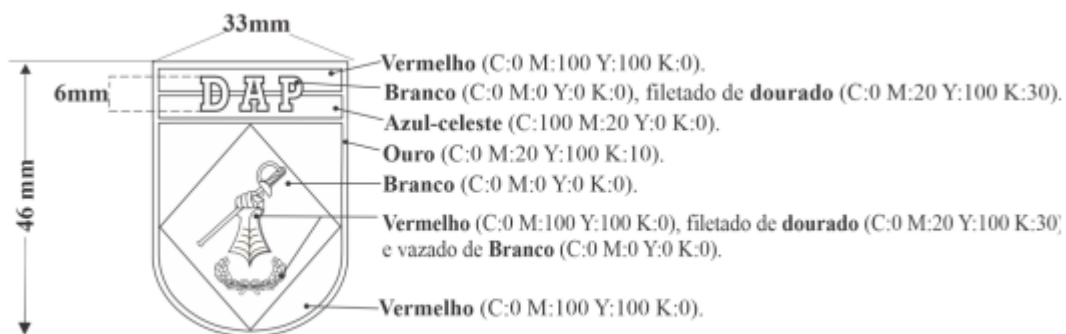 33mm
Vermelho (C:0 M:100 Y:100 K:0).
6mm
DAP
Branco (C:0 M:0 Y:0 K:0), filetado de dourado (C:0 M:20 Y:100 K:30).
Azul-celeste (C:100 M:20 Y:0 K:0).
Ouro (C:0 M:20 Y:100 K:10).
46 mm
Branco (C:0 M:0 Y:0 K:0).
Vermelho (C:0 M:100 Y:100 K:0), filetado de dourado (C:0 M:20 Y:100 K:30)
e vazado de Branco (C:0 M:0 Y:0 K:0).
Vermelho (C:0 M:100 Y:100 K:0).